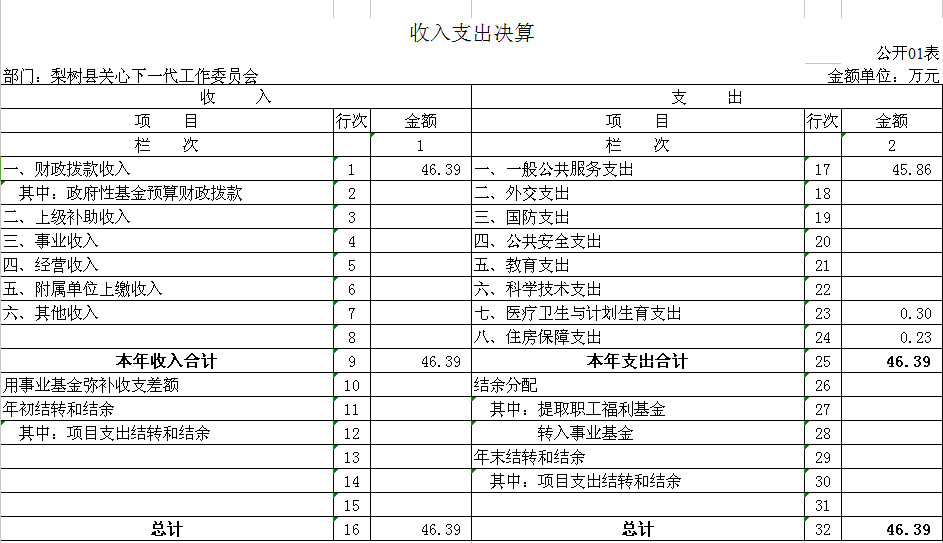 收入支出决算
公开01表
部门：梨树县关心下一代工作委员会 金额单位：万元
收 入 支 出
项 目 行次 金额 项 目 行次 金额
栏 次 1 栏 次 2
一、财政拨款收入 1 46.39 一、一般公共服务支出 17 45.86
其中：政府性基金预算财政拨款 2 二、外交支出 18
二、上级补助收入 3 三、国防支出 19
三、事业收入 4 四、公共安全支出 20
四、经营收入 5 五、教育支出 21
五、附属单位上缴收入 6 六、科学技术支出 22
六、其他收入 7 七、医疗卫生与计划生育支出 23 0.30
8 八、住房保障支出 24 0.23
本年收入合计 9 46.39 本年支出合计 25 46.39
用事业基金弥补收支差额 10 结余分配 26
年初结转和结余 11 其中：提取职工福利基金 27
其中：项目支出结转和结余 12 转入事业基金 28
13 年末结转和结余 29
14 其中：项目支出结转和结余 30
15 31
总计 16 46.39 总计 32 46.39